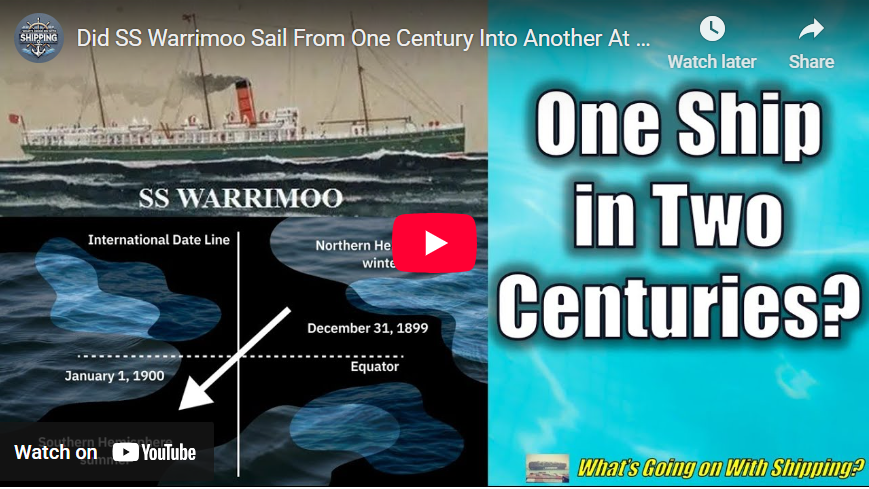 SHIPPING
Did SS Warrimoo Sail From One Century Into Another At ...
Watch later
Share
SS WARRIMOO
One Ship
in Two
Centuries?
International Date Line
Northern He
winte
December 31, 1899
January 1, 1900
Equator
Southern Hemisphere
summer
Watch on YouTube
What's Going on With Shipping?